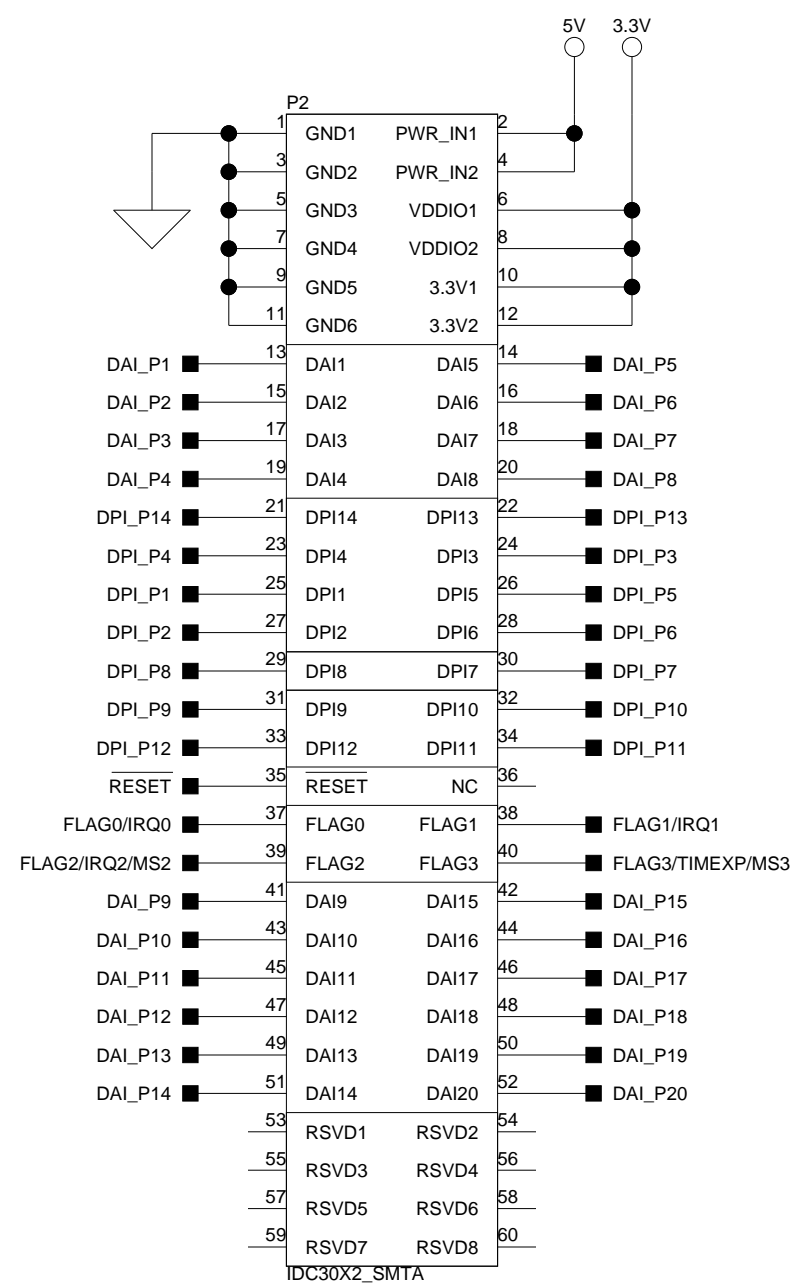 5V 3.3V
P2
1 GND1 PWR_IN1 2
3 GND2 PWR_IN2 4
5 GND3 VDDIO1 6
7 GND4 VDDIO2 8
9 GND5 3.3V1 10
11 GND6 3.3V2 12
DAI_P1 13 DAI1 DAI5 14 DAI_P5
DAI_P2 15 DAI2 DAI6 16 DAI_P6
DAI_P3 17 DAI3 DAI7 18 DAI_P7
DAI_P4 19 DAI4 DAI8 20 DAI_P8
DPI_P14 21 DPI14 DPI13 22 DPI_P13
DPI_P4 23 DPI4 DPI3 24 DPI_P3
DPI_P1 25 DPI1 DPI5 26 DPI_P5
DPI_P2 27 DPI2 DPI6 28 DPI_P6
DPI_P8 29 DPI8 DPI7 30 DPI_P7
DPI_P9 31 DPI9 DPI10 32 DPI_P10
DPI_P12 33 DPI12 DPI11 34 DPI_P11
RESET 35 RESET NC 36
FLAG0/IRQ0 37 FLAG0 FLAG1 38 FLAG1/IRQ1
FLAG2/IRQ2/MS2 39 FLAG2 FLAG3 40 FLAG3/TIMEXP/MS3
DAI_P9 41 DAI9 DAI15 42 DAI_P15
DAI_P10 43 DAI10 DAI16 44 DAI_P16
DAI_P11 45 DAI11 DAI17 46 DAI_P17
DAI_P12 47 DAI12 DAI18 48 DAI_P18
DAI_P13 49 DAI13 DAI19 50 DAI_P19
DAI_P14 51 DAI14 DAI20 52 DAI_P20
53 RSVD1 RSVD2 54
55 RSVD3 RSVD4 56
57 RSVD5 RSVD6 58
59 RSVD7 RSVD8 60
IDC30X2_SMTA